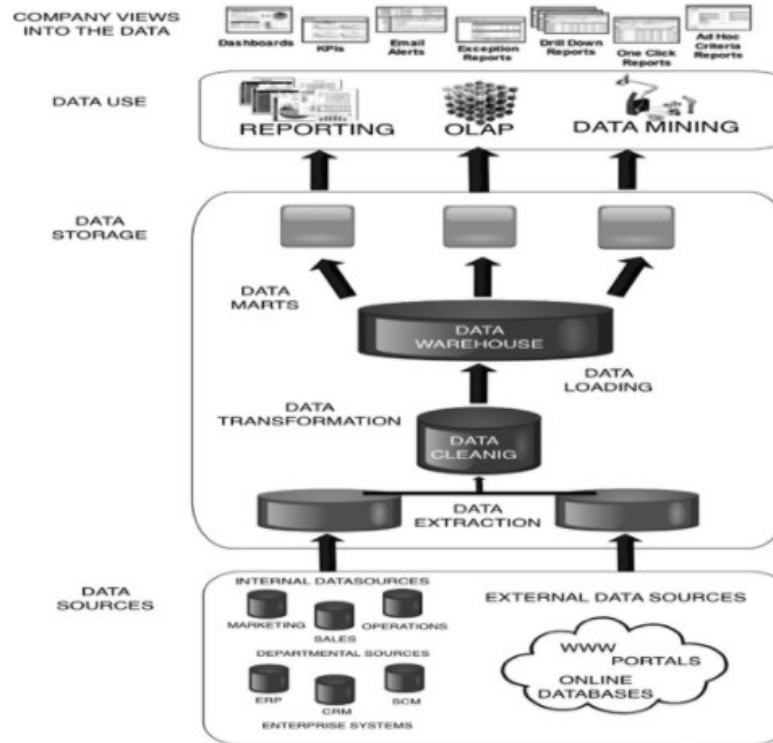 COMPANY VIEWS
INTO THE DATA
Dashboards
KPIs
Email
Alerts
Exception
Reports
Drill Down
Reports
One Click
Reports
Ad Hoc
Criteria
Reports
DATA USE
REPORTING
OLAP
DATA MINING
DATA
STORAGE
DATA
MARTS
DATA
WAREHOUSE
DATA
LOADING
DATA
TRANSFORMATION
DATA
CLEANIG
DATA
EXTRACTION
DATA
SOURCES
INTERNAL DATASOURCES
MARKETING
SALES
OPERATIONS
DEPARTMENTAL SOURCES
ERP
CRM
SCM
ENTERPRISE SYSTEMS
EXTERNAL DATA SOURCES
WWW
PORTALS
ONLINE
DATABASES